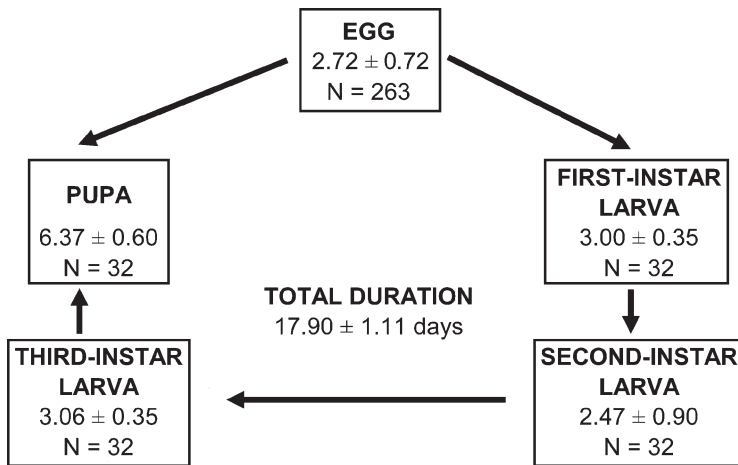 EGG
2.72 ± 0.72
N = 263
FIRST-INSTAR
LARVA
3.00 ± 0.35
N = 32
SECOND-INSTAR
LARVA
2.47 ± 0.90
N = 32
THIRD-INSTAR
LARVA
3.06 ± 0.35
N = 32
PUPA
6.37 ± 0.60
N = 32
TOTAL DURATION
17.90 ± 1.11 days